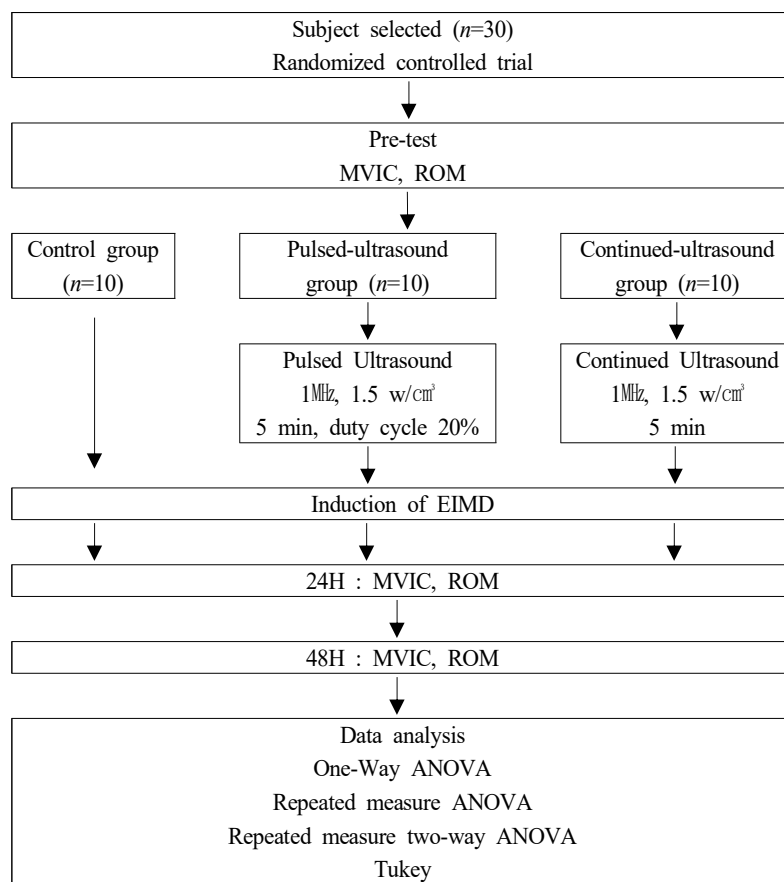 Subject selected (n=30)
Randomized controlled trial
Pre-test
MVIC, ROM
Control group
(n=10)
Pulsed-ultrasound
group (n=10)
Continued-ultrasound
group (n=10)
Pulsed Ultrasound
1㎒, 1.5 w/㎤
5 min, duty cycle 20%
Continued Ultrasound
1㎒, 1.5 w/㎤
5 min
Induction of EIMD
24H : MVIC, ROM
48H : MVIC, ROM
Data analysis
One-Way ANOVA
Repeated measure ANOVA
Repeated measure two-way ANOVA
Tukey